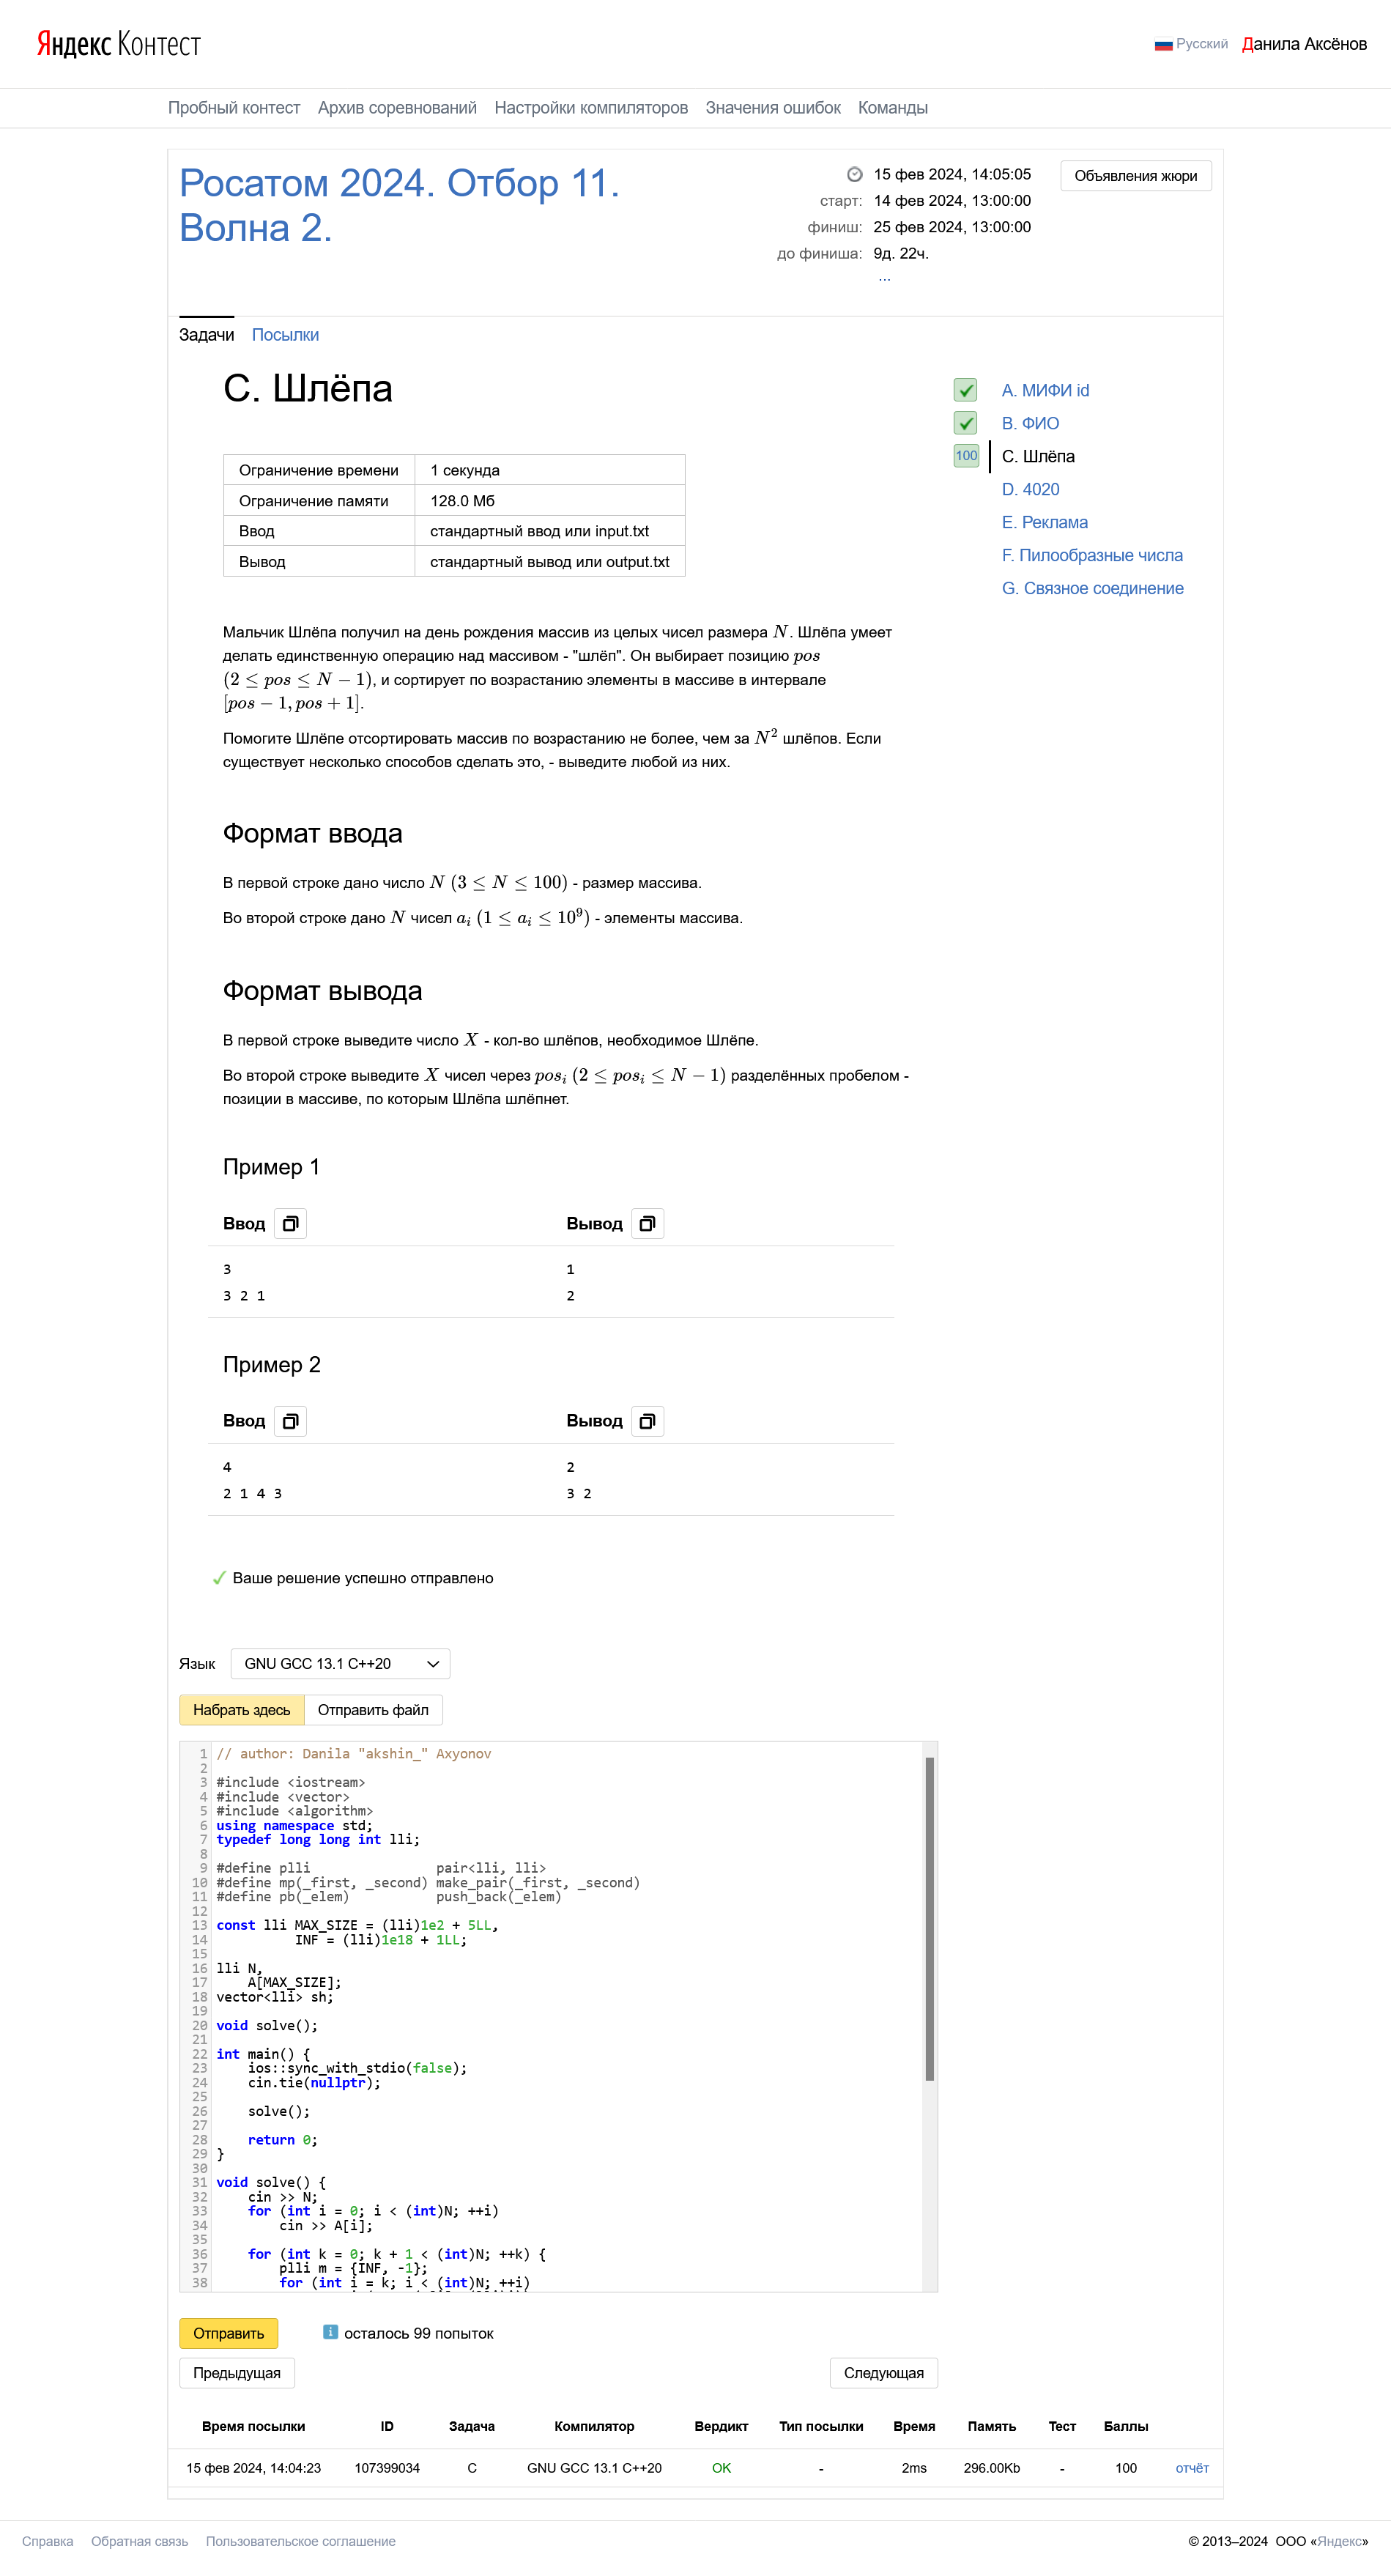 Яндекс Контест
Русский Данила Аксёнов
Пробный контест Архив соревнований Настройки компиляторов Значения ошибок Команды
Росатом 2024. Отбор 11.
Волна 2.
15 фев 2024, 14:05:05
старт: 14 фев 2024, 13:00:00
финиш: 25 фев 2024, 13:00:00
до финиша: 9д. 22ч.
...
Объявления жюри
Задачи Посылки
C. Шлёпа
A. МИФИ id
B. ФИО
100 C. Шлёпа
D. 4020
E. Реклама
F. Пилообразные числа
G. Связное соединение
Ограничение времени 1 секунда
Ограничение памяти 128.0 Мб
Ввод стандартный ввод или input.txt
Вывод стандартный вывод или output.txt
Мальчик Шлёпа получил на день рождения массив из целых чисел размера N. Шлёпа умеет
делать единственную операцию над массивом - "шлёп". Он выбирает позицию pos
(2 ≤ pos ≤ N − 1), и сортирует по возрастанию элементы в массиве в интервале
[pos − 1, pos + 1].
Помогите Шлёпе отсортировать массив по возрастанию не более, чем за N² шлёпов. Если
существует несколько способов сделать это, - выведите любой из них.
Формат ввода
В первой строке дано число N (3 ≤ N ≤ 100) - размер массива.
Во второй строке дано N чисел aᵢ (1 ≤ aᵢ ≤ 10⁹) - элементы массива.
Формат вывода
В первой строке выведите число X - кол-во шлёпов, необходимое Шлёпе.
Во второй строке выведите X чисел через posᵢ (2 ≤ posᵢ ≤ N − 1) разделённых пробелом -
позиции в массиве, по которым Шлёпа шлёпнет.
Пример 1
Ввод Вывод
3 1
3 2 1 2
Пример 2
Ввод Вывод
4 2
2 1 4 3 3 2
Ваше решение успешно отправлено
Язык GNU GCC 13.1 C++20
Набрать здесь Отправить файл
1 // author: Danila "akshin_" Axyonov
2
3 #include <iostream>
4 #include <vector>
5 #include <algorithm>
6 using namespace std;
7 typedef long long int lli;
8
9 #define plli                pair<lli, lli>
10 #define mp(_first, _second) make_pair(_first, _second)
11 #define pb(_elem)           push_back(_elem)
12
13 const lli MAX_SIZE = (lli)1e2 + 5LL,
14           INF = (lli)1e18 + 1LL;
15
16 lli N,
17     A[MAX_SIZE];
18 vector<lli> sh;
19
20 void solve();
21
22 int main() {
23     ios::sync_with_stdio(false);
24     cin.tie(nullptr);
25
26     solve();
27
28     return 0;
29 }
30
31 void solve() {
32     cin >> N;
33     for (int i = 0; i < (int)N; ++i)
34         cin >> A[i];
35
36     for (int k = 0; k + 1 < (int)N; ++k) {
37         plli m = {INF, -1};
38         for (int i = k; i < (int)N; ++i)
Отправить осталось 99 попыток
Предыдущая Следующая
Время посылки ID Задача Компилятор Вердикт Тип посылки Время Память Тест Баллы
15 фев 2024, 14:04:23 107399034 C GNU GCC 13.1 C++20 OK - 2ms 296.00Kb - 100 отчёт
Справка Обратная связь Пользовательское соглашение © 2013–2024 ООО «Яндекс»